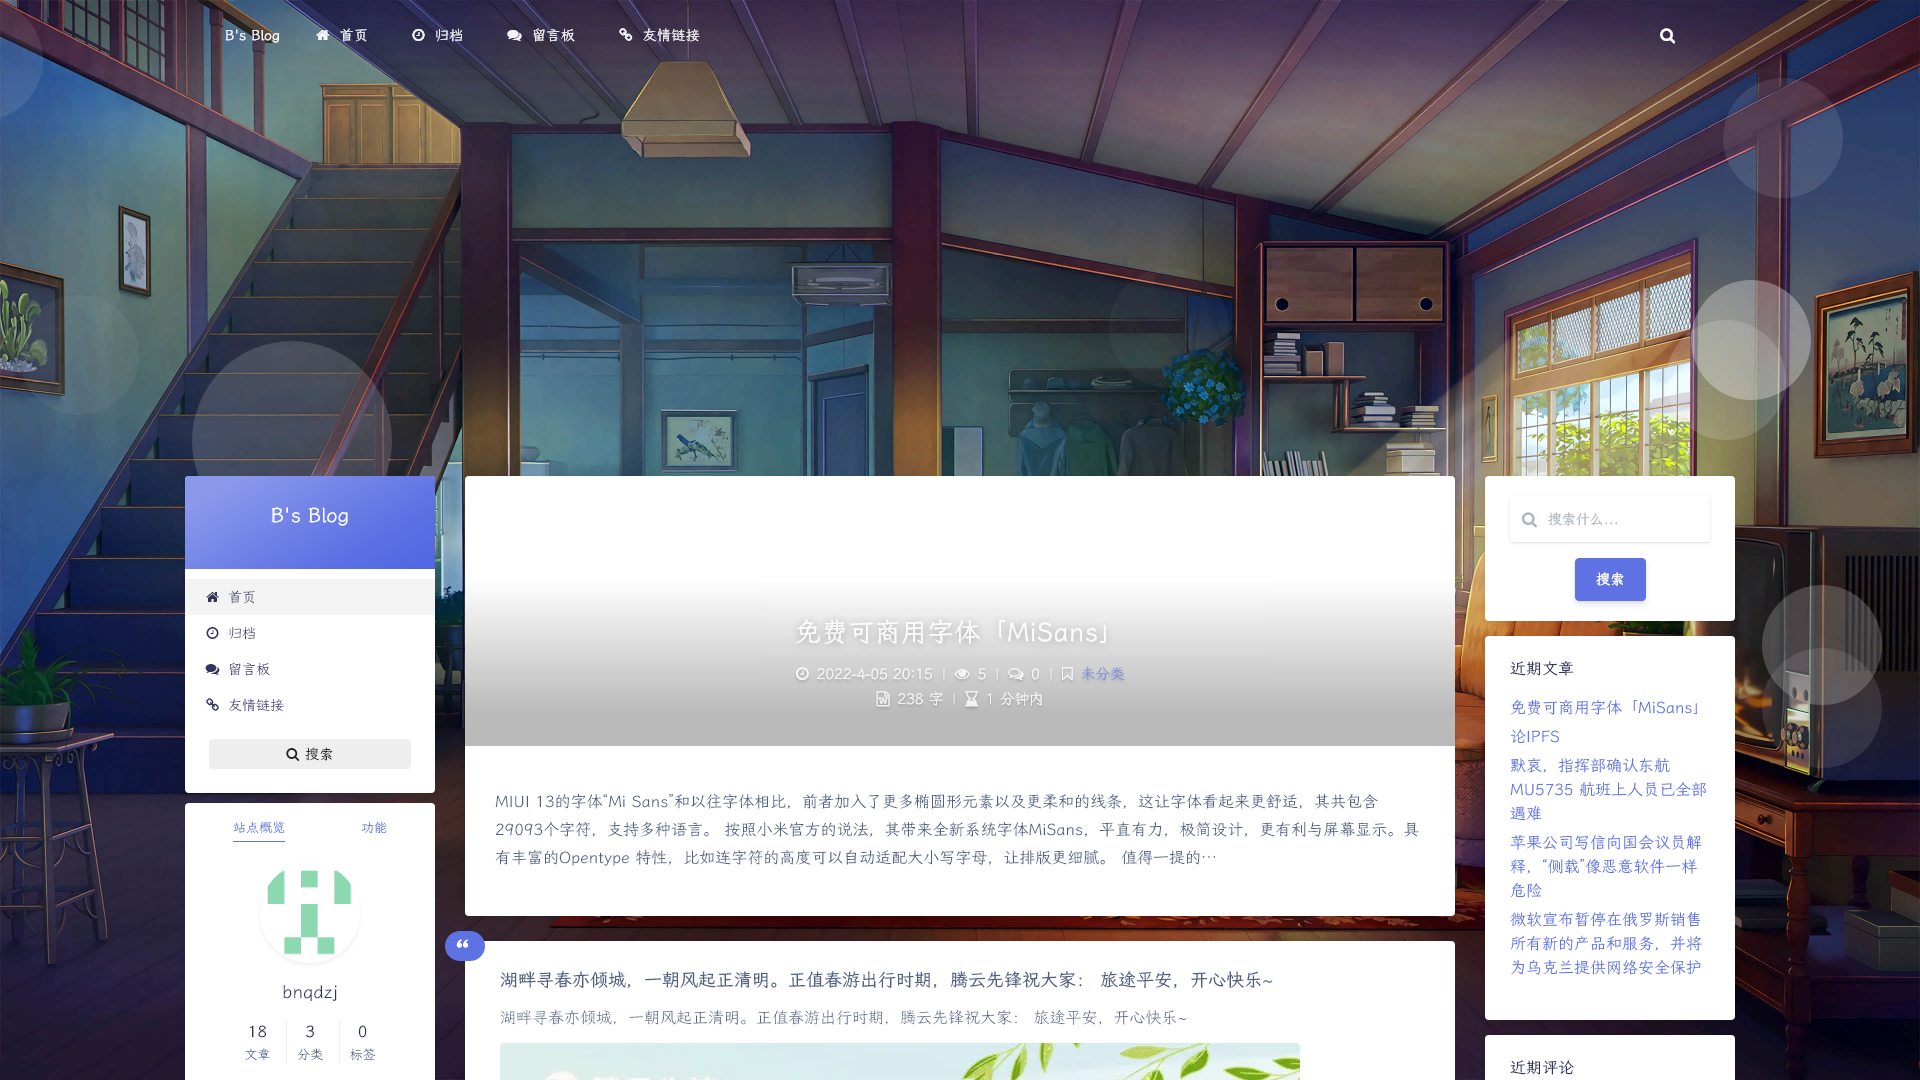 B's Blog 首页 归档 留言板 友情链接
B's Blog
首页
归档
留言板
友情链接
搜索
站点概览 功能
bnqdzj
18 3 0
文章 分类 标签
免费可商用字体「MiSans」
2022-4-05 20:15 | 5 | 0 | 未分类
238 字 | 1 分钟内
MIUI 13的字体“Mi Sans”和以往字体相比，前者加入了更多椭圆形元素以及更柔和的线条，这让字体看起来更舒适，其共包含
29093个字符，支持多种语言。 按照小米官方的说法，其带来全新系统字体MiSans，平直有力，极简设计，更有利与屏幕显示。具
有丰富的Opentype 特性，比如连字符的高度可以自动适配大小写字母，让排版更细腻。 值得一提的…
湖畔寻春亦倾城，一朝风起正清明。正值春游出行时期，腾云先锋祝大家： 旅途平安，开心快乐~
湖畔寻春亦倾城，一朝风起正清明。正值春游出行时期，腾云先锋祝大家： 旅途平安，开心快乐~
搜索什么...
搜索
近期文章
免费可商用字体「MiSans」
论IPFS
默哀，指挥部确认东航
MU5735 航班上人员已全部
遇难
苹果公司写信向国会议员解
释，“侧载”像恶意软件一样
危险
微软宣布暂停在俄罗斯销售
所有新的产品和服务，并将
为乌克兰提供网络安全保护
近期评论